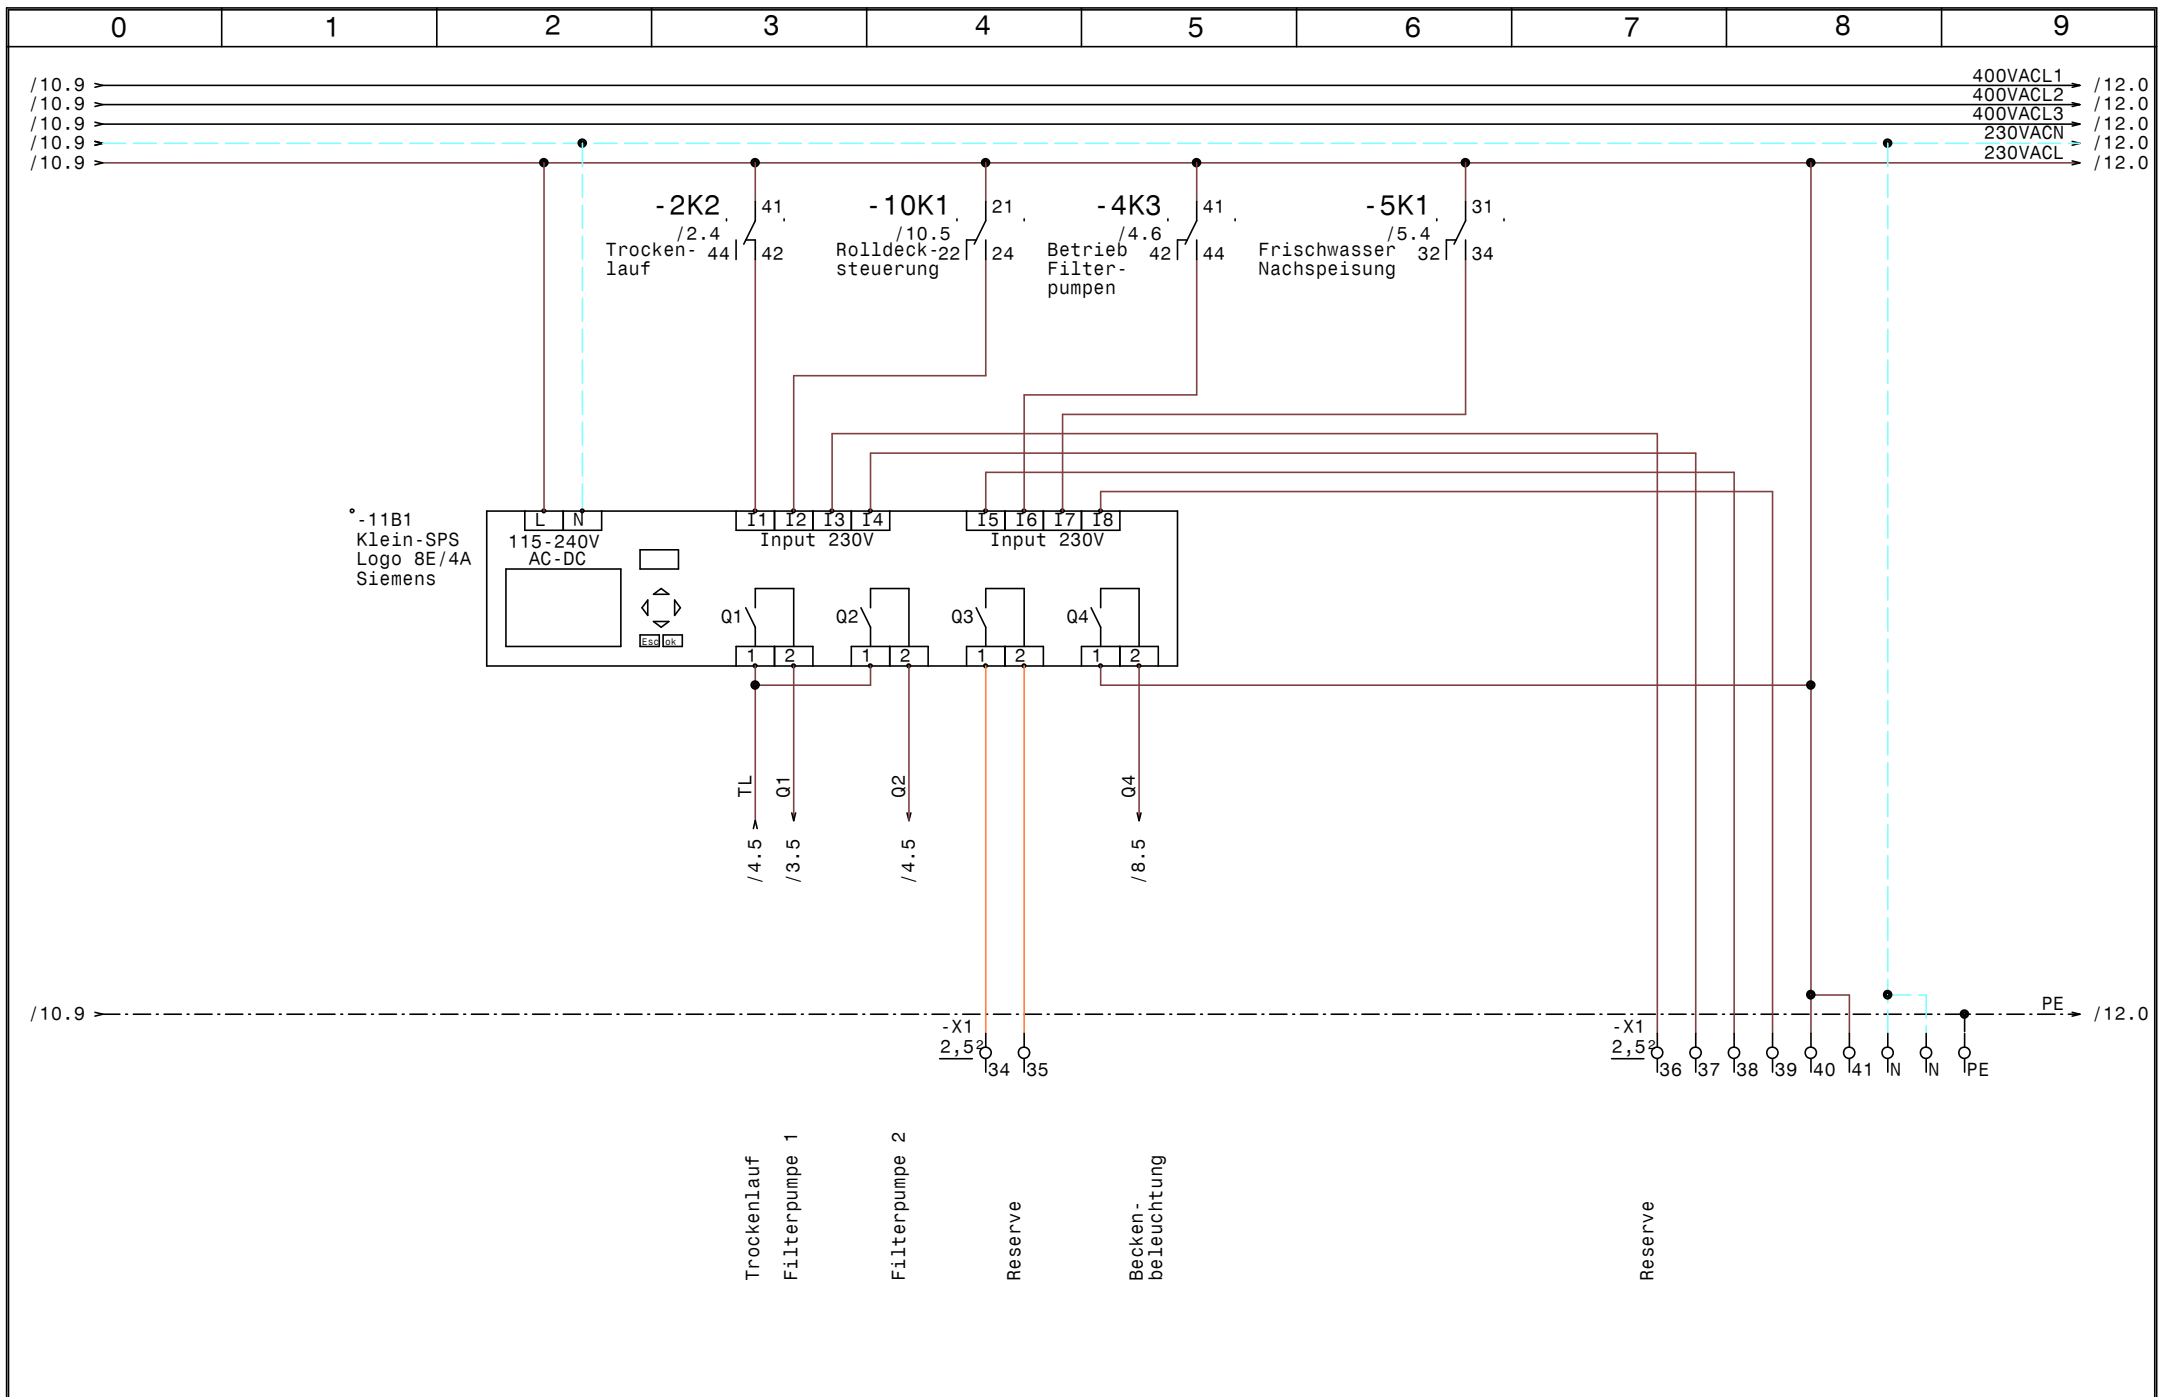 0 1 2 3 4 5 6 7 8 9
/10.9 400VACL1 /12.0
/10.9 400VACL2 /12.0
/10.9 400VACL3 /12.0
/10.9 230VACN /12.0
/10.9 230VACL /12.0
-2K2 41
/2.4
Trocken- 44 42
lauf
-10K1 21
/10.5
Rolldeck- 22 24
steuerung
-4K3 41
/4.6
Betrieb 42 44
Filter-
pumpen
-5K1 31
/5.4
Frischwasser 32 34
Nachspeisung
-11B1
Klein-SPS
Logo 8E/4A
Siemens
L N
115-240V
AC-DC
I1 I2 I3 I4
Input 230V
I5 I6 I7 I8
Input 230V
Esc ok
Q1 Q2 Q3 Q4
1 2 1 2 1 2 1 2
TL Q1 Q2 Q4
/4.5 /3.5 /4.5 /8.5
/10.9 PE /12.0
-X1
2,5²
34 35
-X1
2,5²
36 37 38 39 40 41 N N PE
Trockenlauf
Filterpumpe 1
Filterpumpe 2
Reserve
Becken-
beleuchtung
Reserve